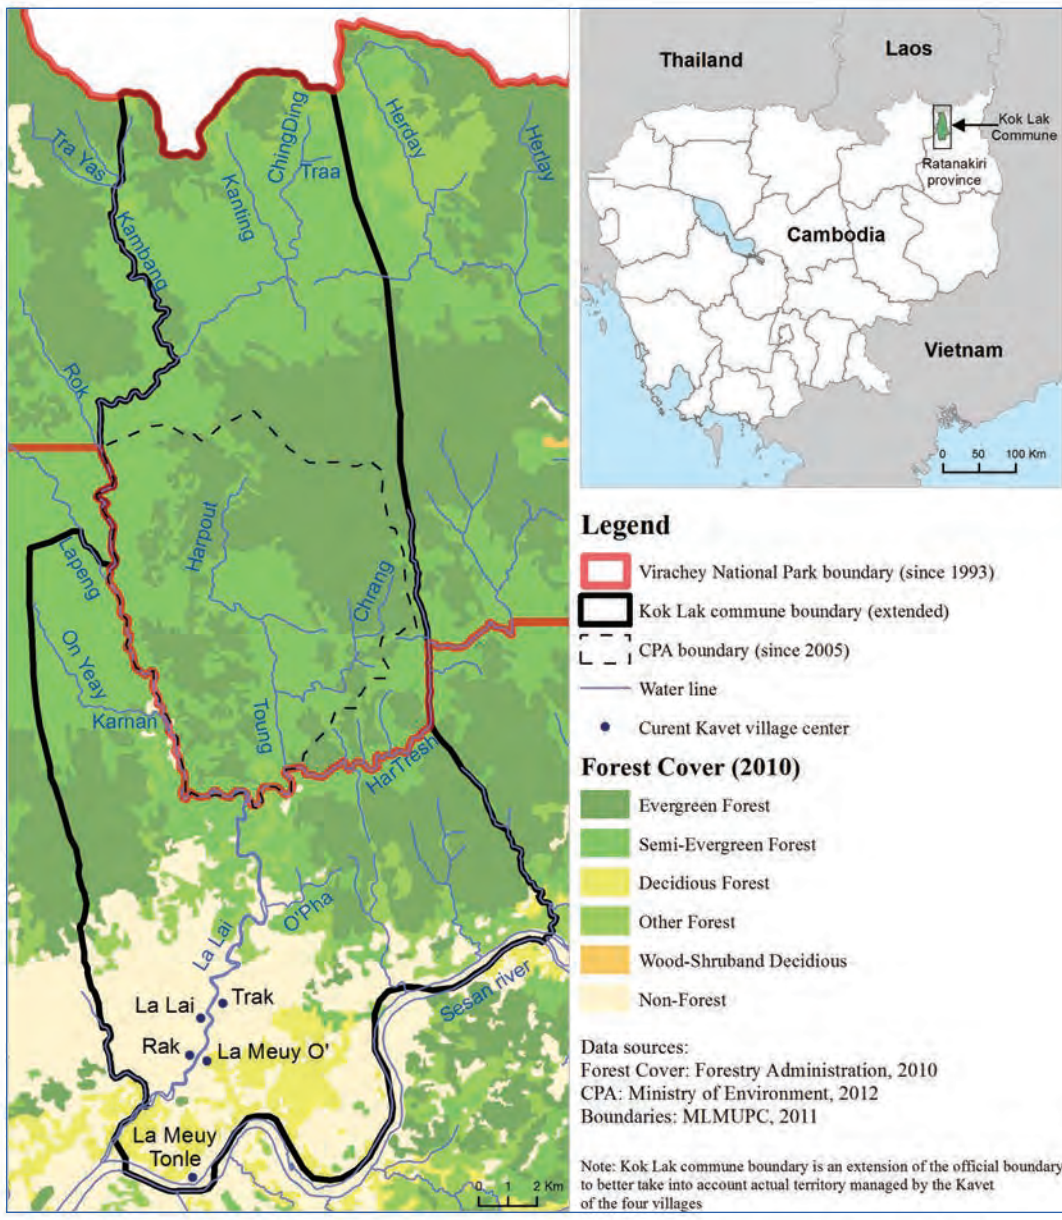 Tra Yas
Kambang
Kanting
ChingDing
Traa
Herday
Herlay
Rok
Harpout
Chrang
Lapeng
On Yeay
Karnan
Toung
HarTresh
O'Pha
La Lai
Sesan river
La Lai
Trak
Rak
La Meuy O'
La Meuy
Tonle
0 1 2 Km
Thailand
Laos
Kok Lak
Commune
Ratanakiri
province
Cambodia
Vietnam
0 50 100 Km
Legend
Virachey National Park boundary (since 1993)
Kok Lak commune boundary (extended)
CPA boundary (since 2005)
Water line
Curent Kavet village center
Forest Cover (2010)
Evergreen Forest
Semi-Evergreen Forest
Decidious Forest
Other Forest
Wood-Shruband Decidious
Non-Forest
Data sources:
Forest Cover: Forestry Administration, 2010
CPA: Ministry of Environment, 2012
Boundaries: MLMUPC, 2011
Note: Kok Lak commune boundary is an extension of the official boundary
to better take into account actual territory managed by the Kavet
of the four villages